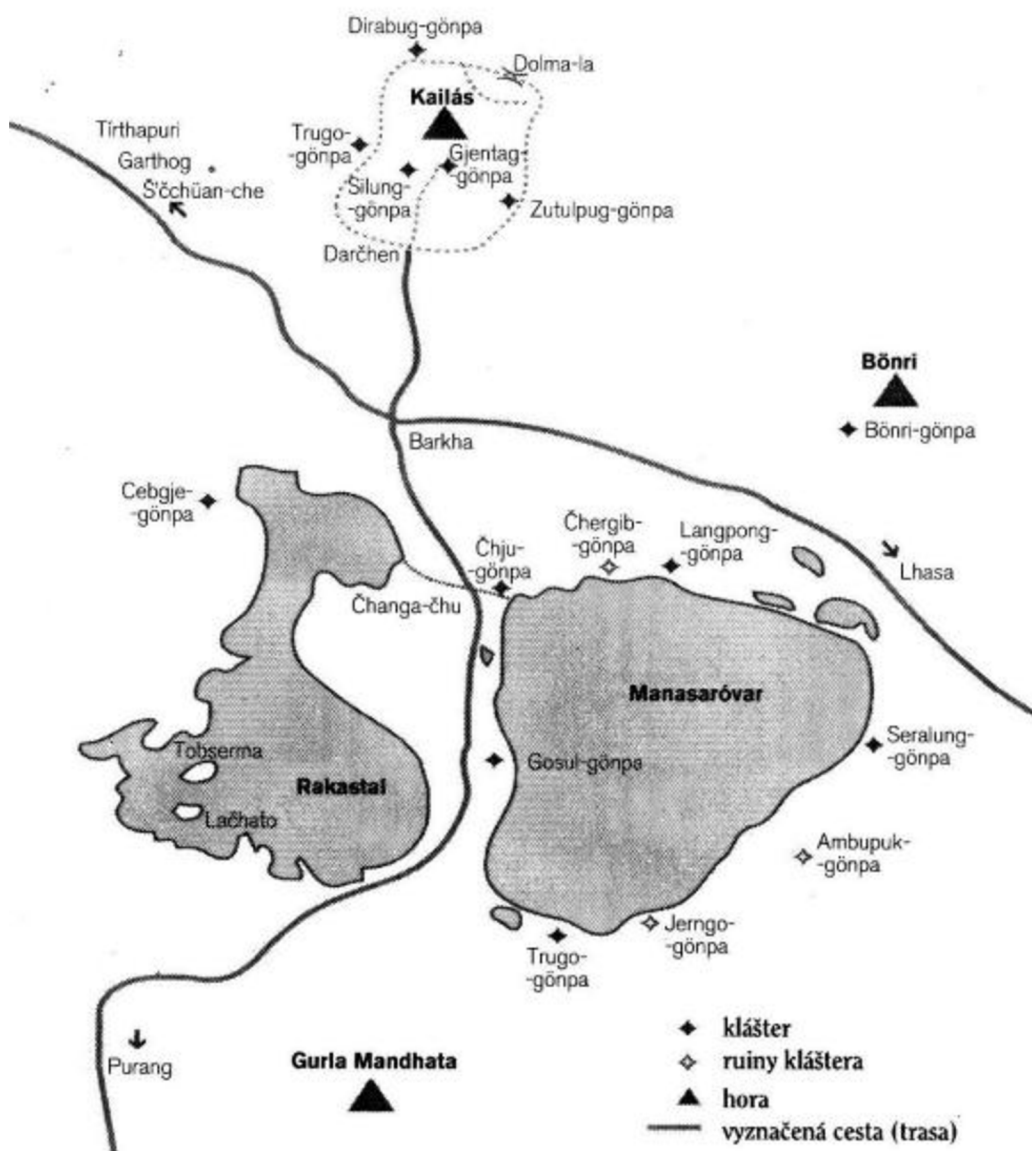 Dirabug-gönpa
Dolma-la
Kailás
Trugo-
-gönpa
Tírthapuri
Garthog
Š'čchüan-che
Gjentag-
-gönpa
Šilung-
-gönpa
Zutulpug-gönpa
Darčhen
Bönri
Bönri-gönpa
Barkha
Cebgje-
-gönpa
Čhju-
-gönpa
Čhergib-
-gönpa
Langpong-
-gönpa
Lhasa
Čhanga-čhu
Manasaróvar
Seralung-
-gönpa
Tobserma
Rakastal
Gosul-gönpa
Lačhato
Ambupuk-
-gönpa
Jerngo-
-gönpa
Trugo-
-gönpa
Purang
Gurla Mandhata
klášter
ruiny kláštera
hora
vyznačená cesta (trasa)